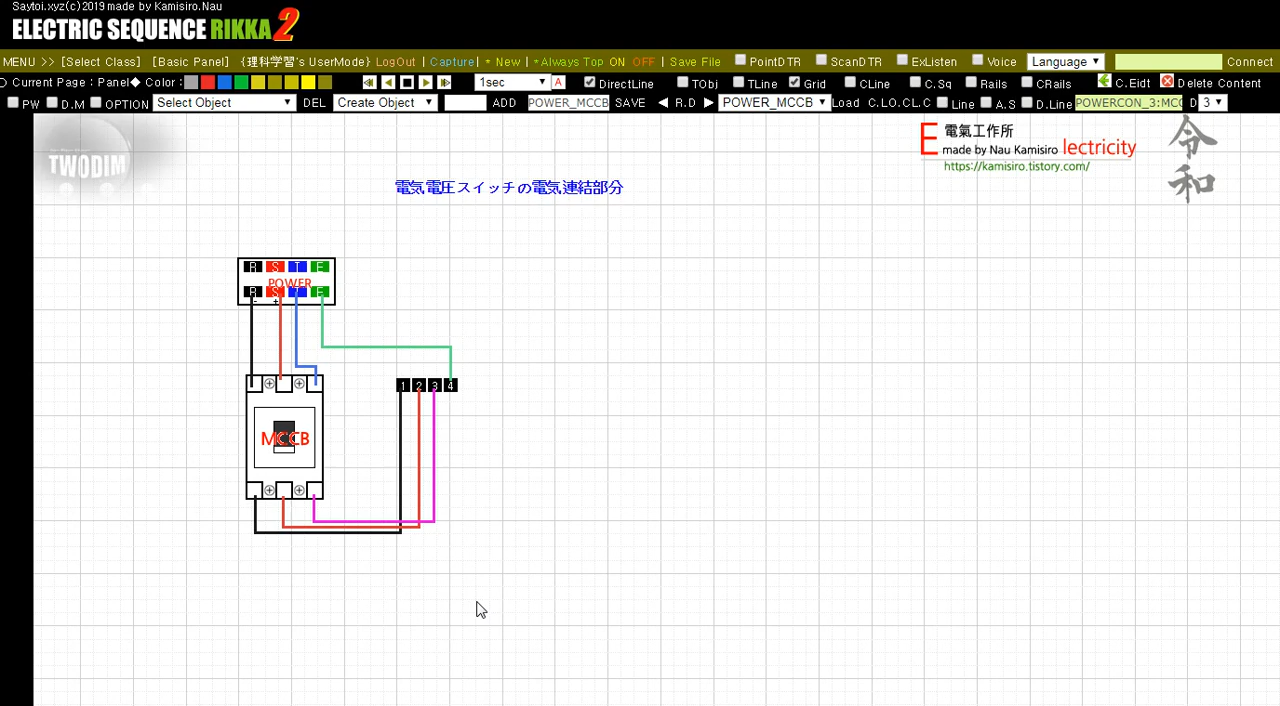 Saytoi.xyz(c)2019 made by Kamisiro.Nau
ELECTRIC SEQUENCE RIKKA 2
MENU >> [Select Class] [Basic Panel] {理科学習's UserMode} LogOut | Capture | * New | *Always Top ON OFF | Save File PointDTR ScanDTR ExListen Voice Language Connect
Current Page : Panel◆ Color : 1sec A DirectLine TObj TLine Grid CLine C.Sq Rails CRails C.Eidt Delete Content
PW D.M OPTION Select Object DEL Create Object ADD POWER_MCCB SAVE ◀ R.D ▶ POWER_MCCB Load C.LO.CL.C Line A.S D.Line POWERCON_3:MCC D 3
TWODIM
電氣工作所
E made by Nau Kamisiro lectricity
https://kamisiro.tistory.com/
令和
電気電圧スイッチの電気連結部分
R S T E
POWER
R S T E
- +
1 2 3 4
MCCB